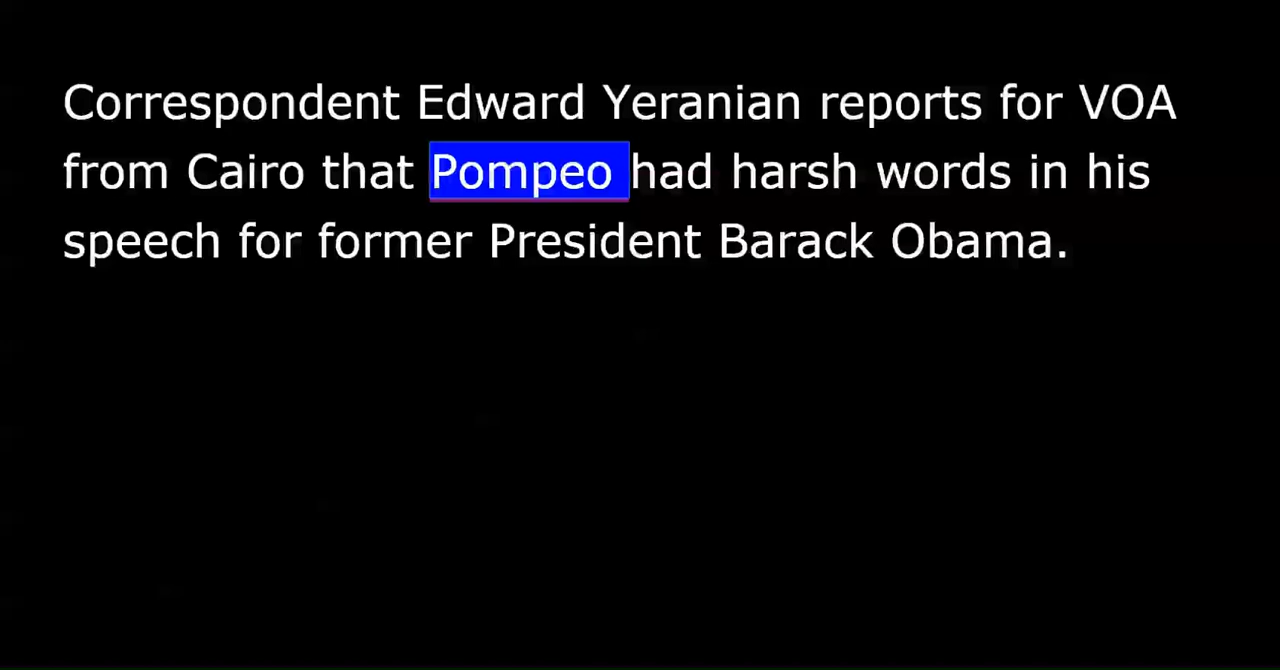 Correspondent Edward Yeranian reports for VOA
from Cairo that Pompeo had harsh words in his
speech for former President Barack Obama.